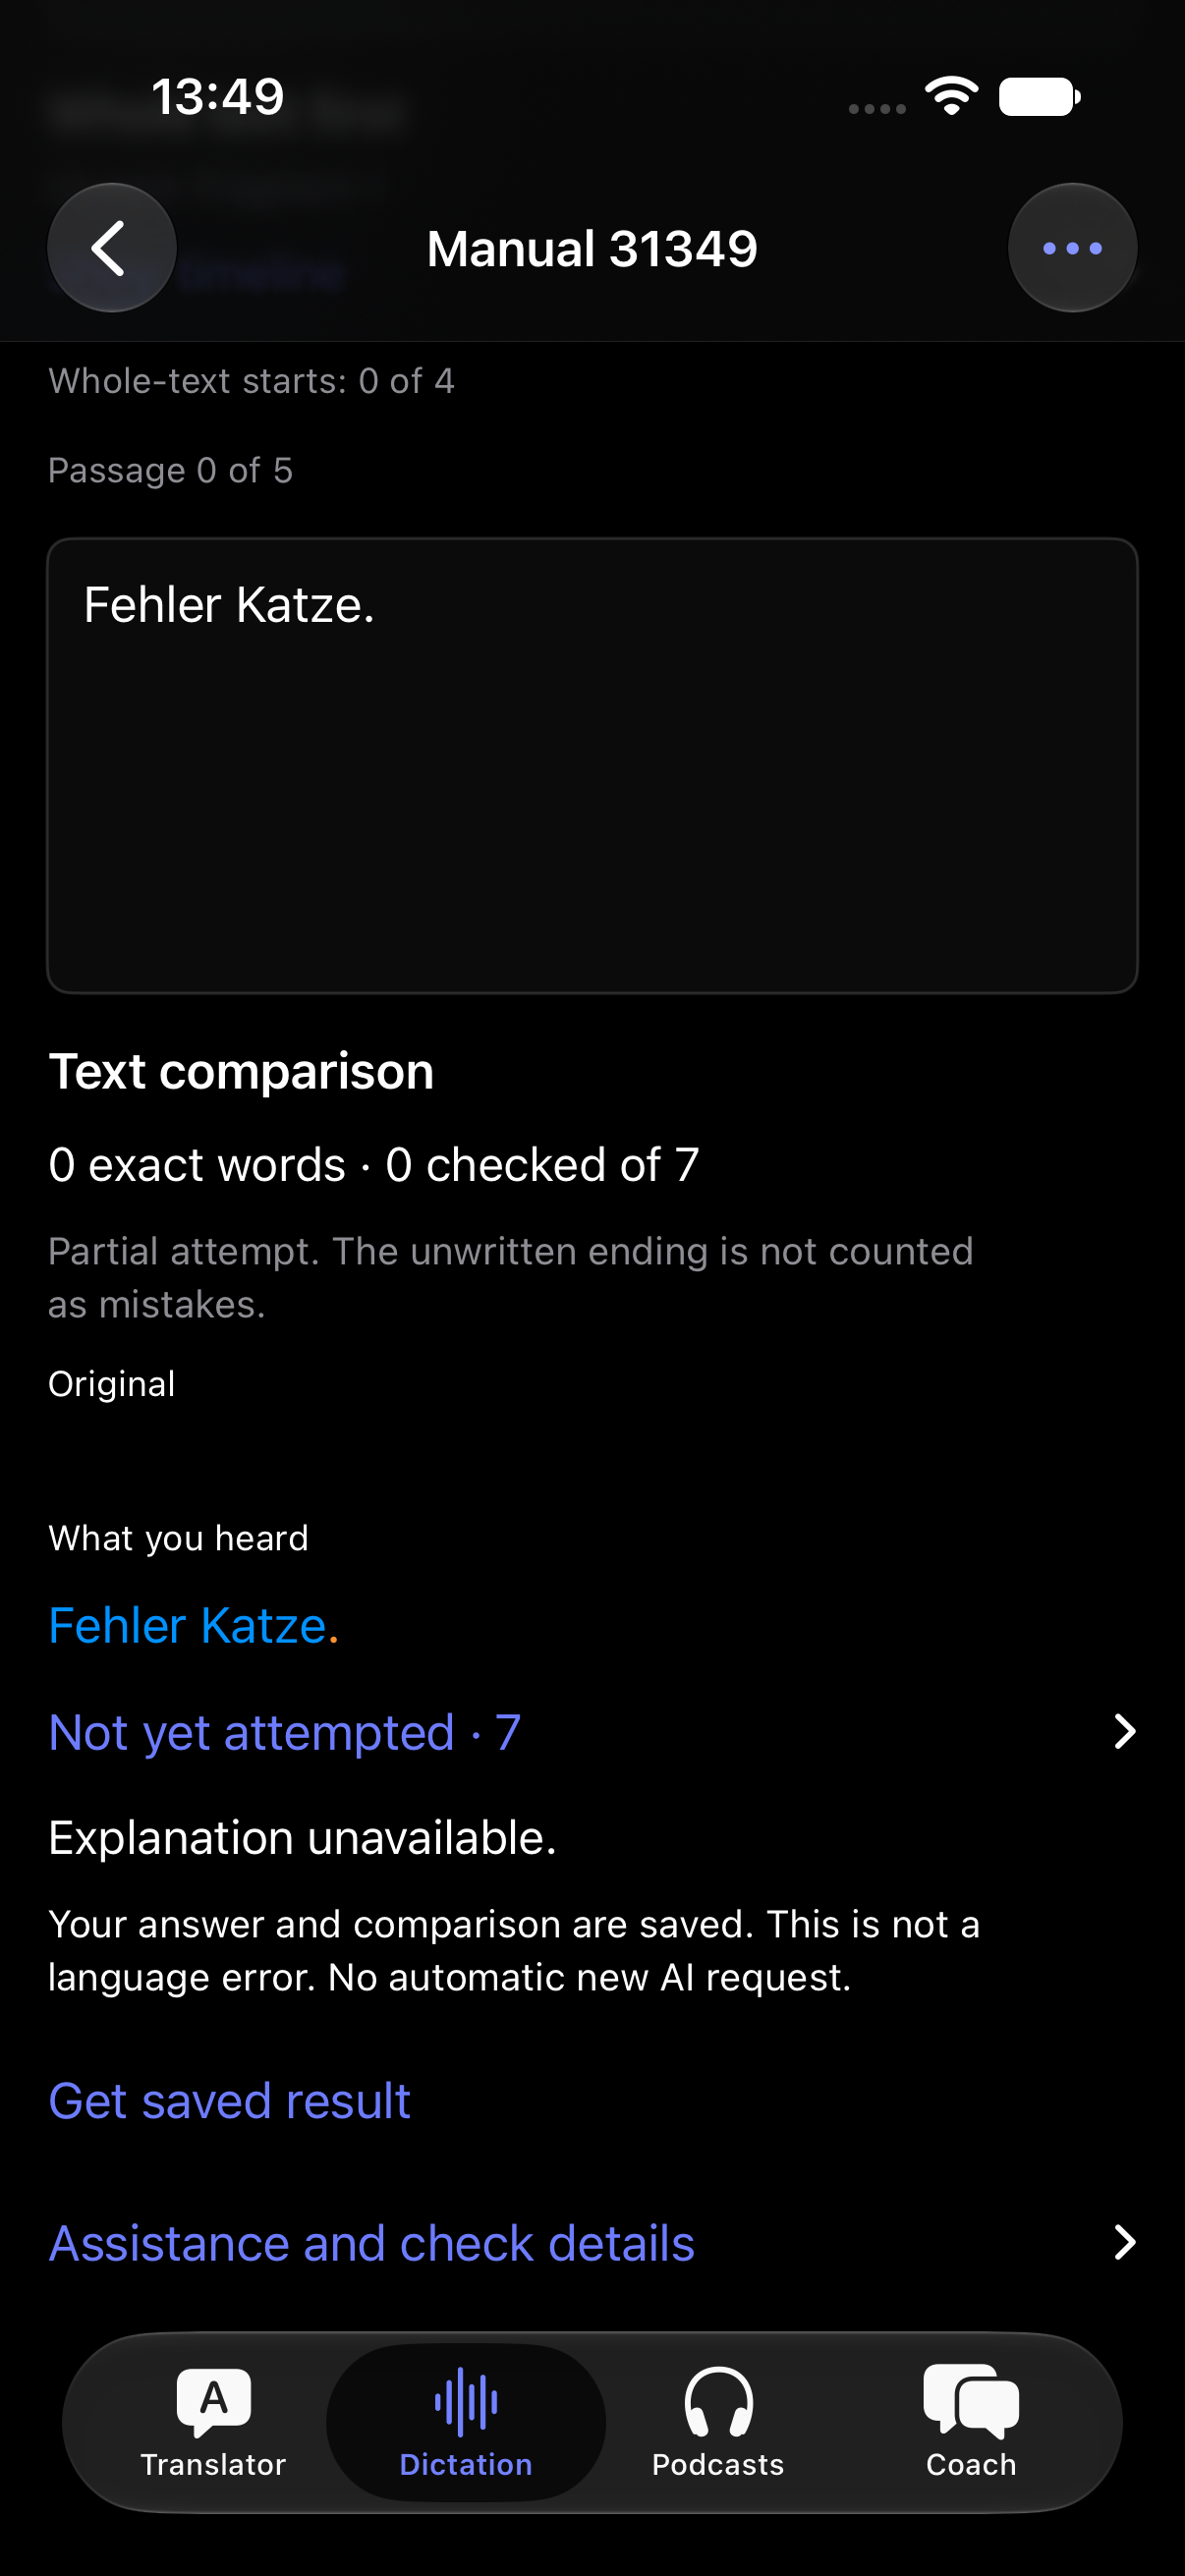 13:49
Manual 31349
timeline
Whole-text starts: 0 of 4
Passage 0 of 5
Fehler Katze.
Text comparison
0 exact words · 0 checked of 7
Partial attempt. The unwritten ending is not counted
as mistakes.
Original
What you heard
Fehler Katze.
Not yet attempted · 7
Explanation unavailable.
Your answer and comparison are saved. This is not a
language error. No automatic new AI request.
Get saved result
Assistance and check details
A
Translator
Dictation
Podcasts
Coach